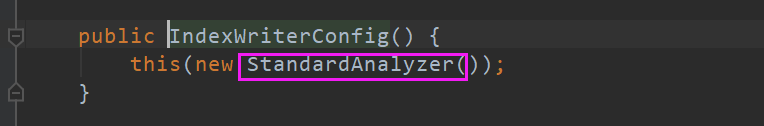 public IndexWriterConfig() {
this(new StandardAnalyzer());
}